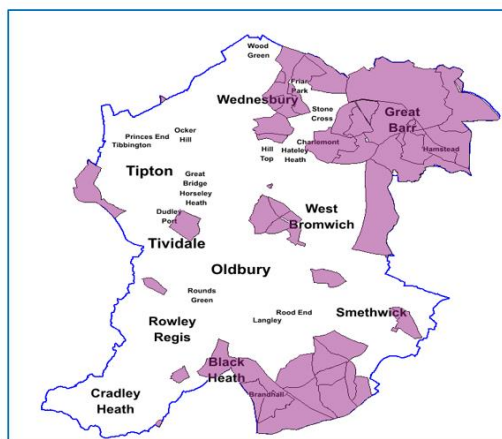 Wood
Green
Friar
Park
Wednesbury
Stone
Cross
Great
Barr
Princes End
Tibbington
Ocker
Hill
Charlemont
Hamstead
Hill
Top
Hateley
Heath
Tipton
Great
Bridge
Horseley
Heath
Dudley
Port
West
Bromwich
Tividale
Oldbury
Rounds
Green
Rood End
Langley
Smethwick
Rowley
Regis
Black
Heath
Cradley
Heath
Brandhall